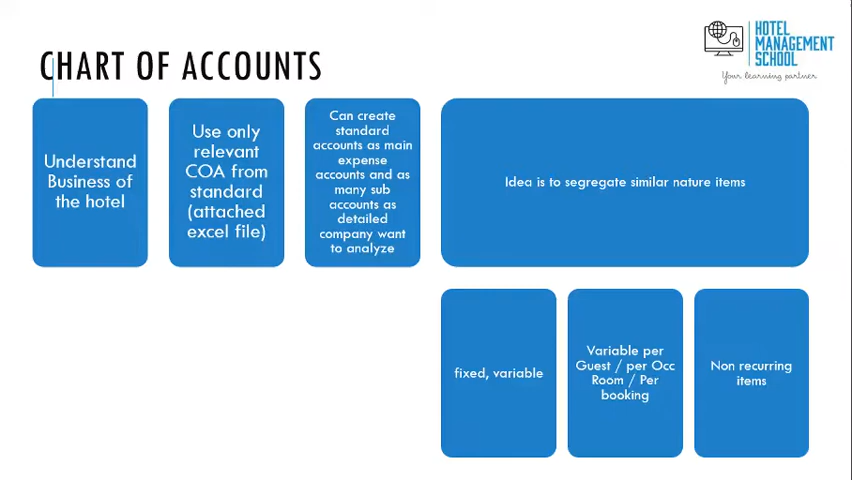 CHART OF ACCOUNTS
HOTEL
MANAGEMENT
SCHOOL
Your learning partner
Understand
Business of
the hotel
Use only
relevant
COA from
standard
(attached
excel file)
Can create
standard
accounts as main
expense
accounts and as
many sub
accounts as
detailed
company want
to analyze
Idea is to segregate similar nature items
fixed, variable
Variable per
Guest / per Occ
Room / Per
booking
Non recurring
items